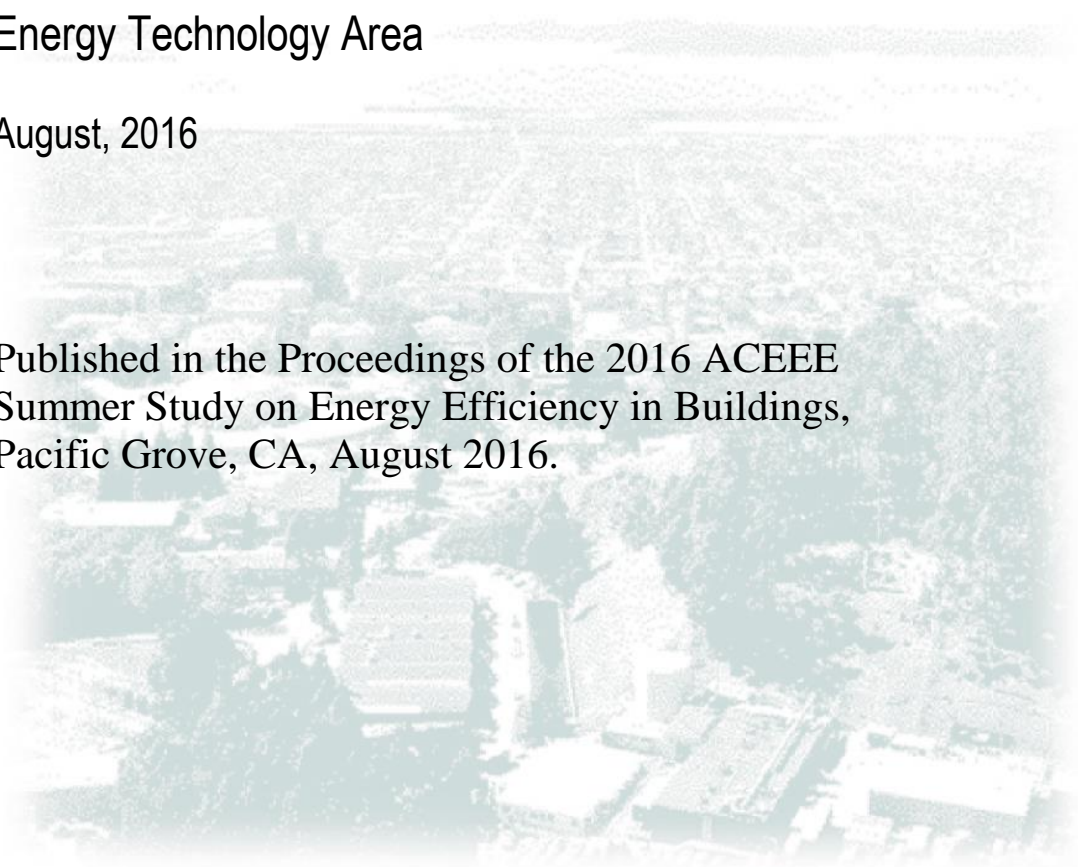 Energy Technology Area
August, 2016
Published in the Proceedings of the 2016 ACEEE
Summer Study on Energy Efficiency in Buildings,
Pacific Grove, CA, August 2016.